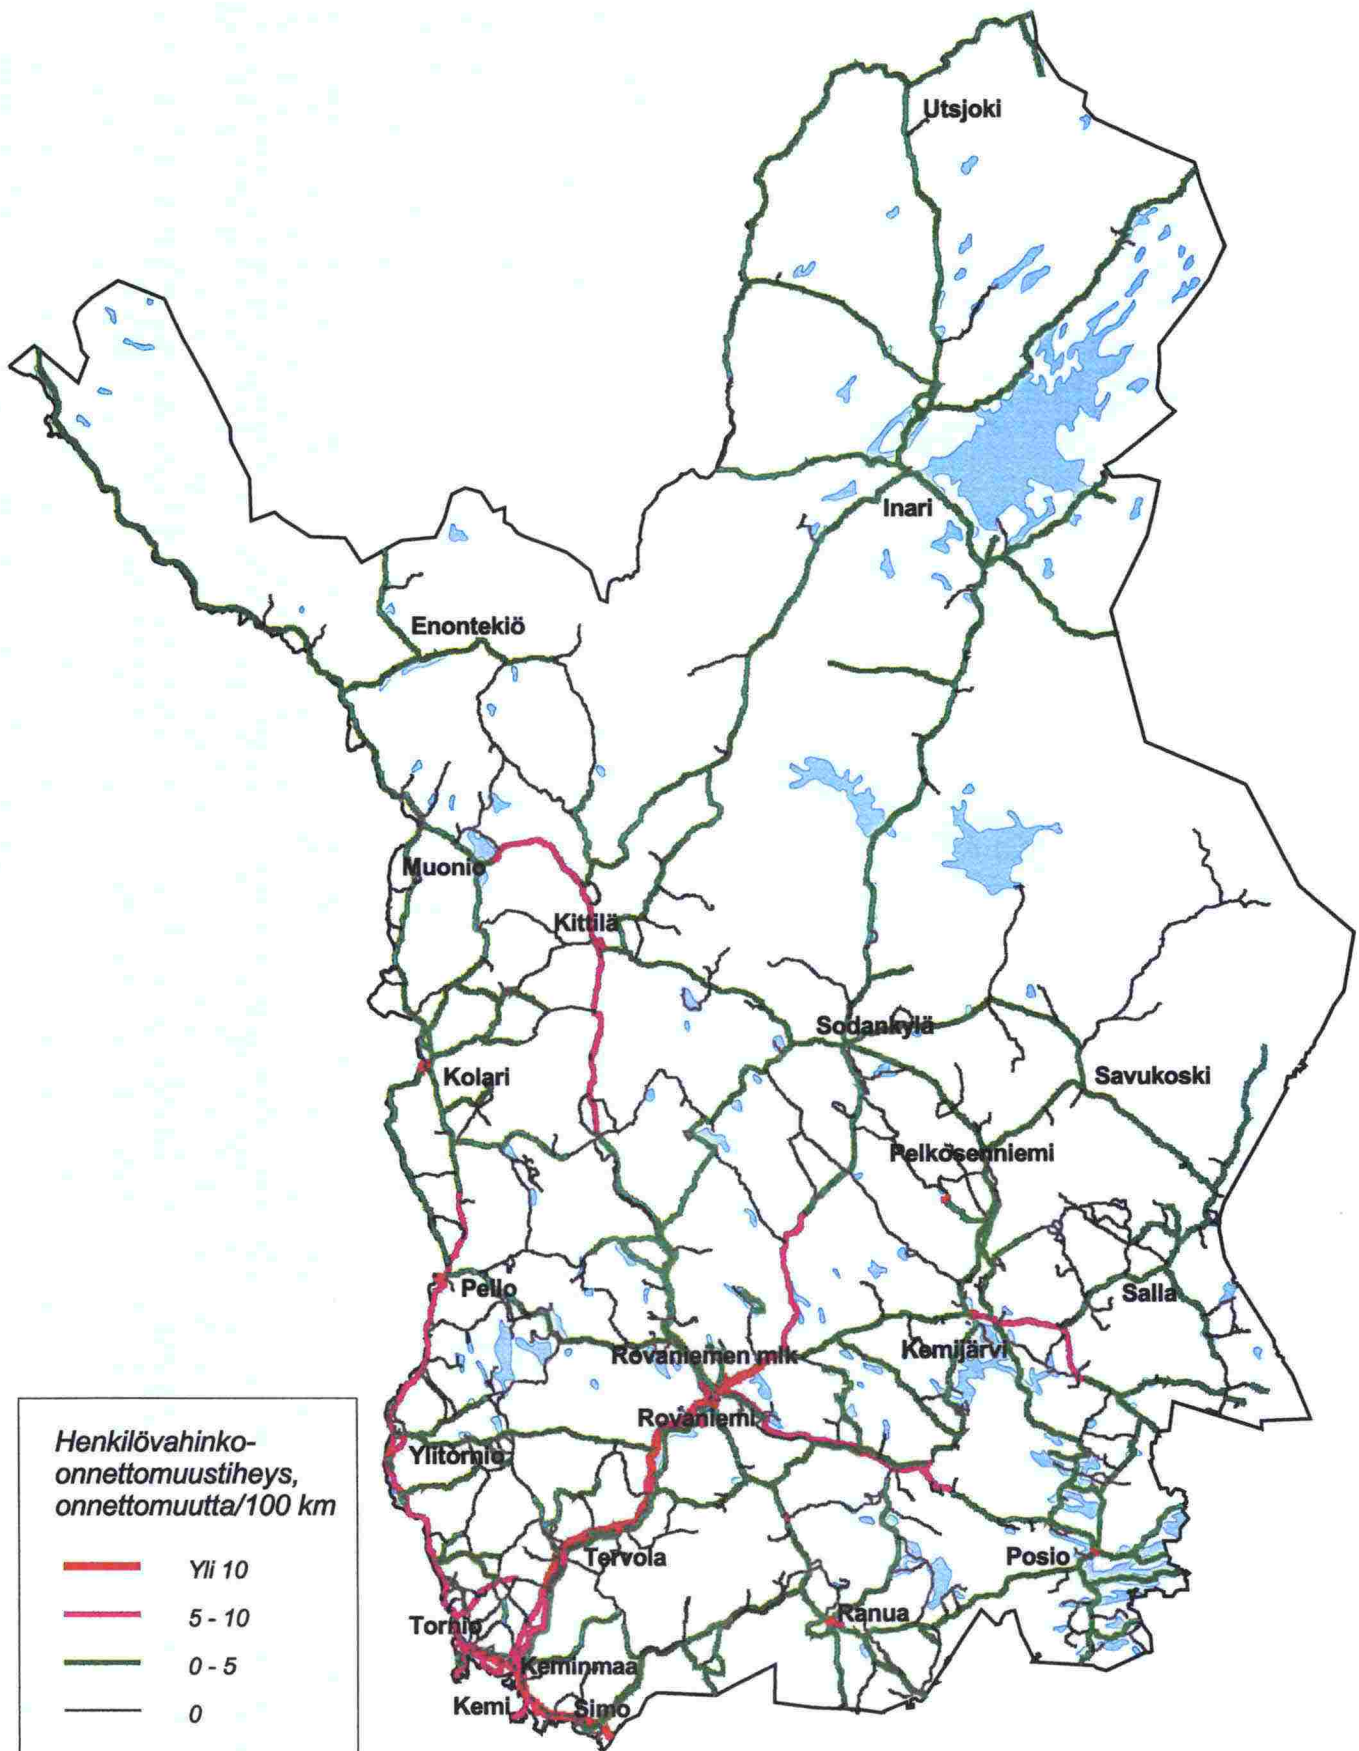 Utsjoki
Inari
Enontekiö
Muonio
Kittilä
Sodankylä
Kolari
Savukoski
Pelkosenniemi
Pello
Salla
Rovaniemen mlk
Kemijärvi
Rovaniemi
Ylitornio
Tervola
Posio
Ranua
Tornio
Keminmaa
Kemi
Simo
Henkilövahinko-
onnettomuustiheys,
onnettomuutta/100 km
Yli 10
5 - 10
0 - 5
0